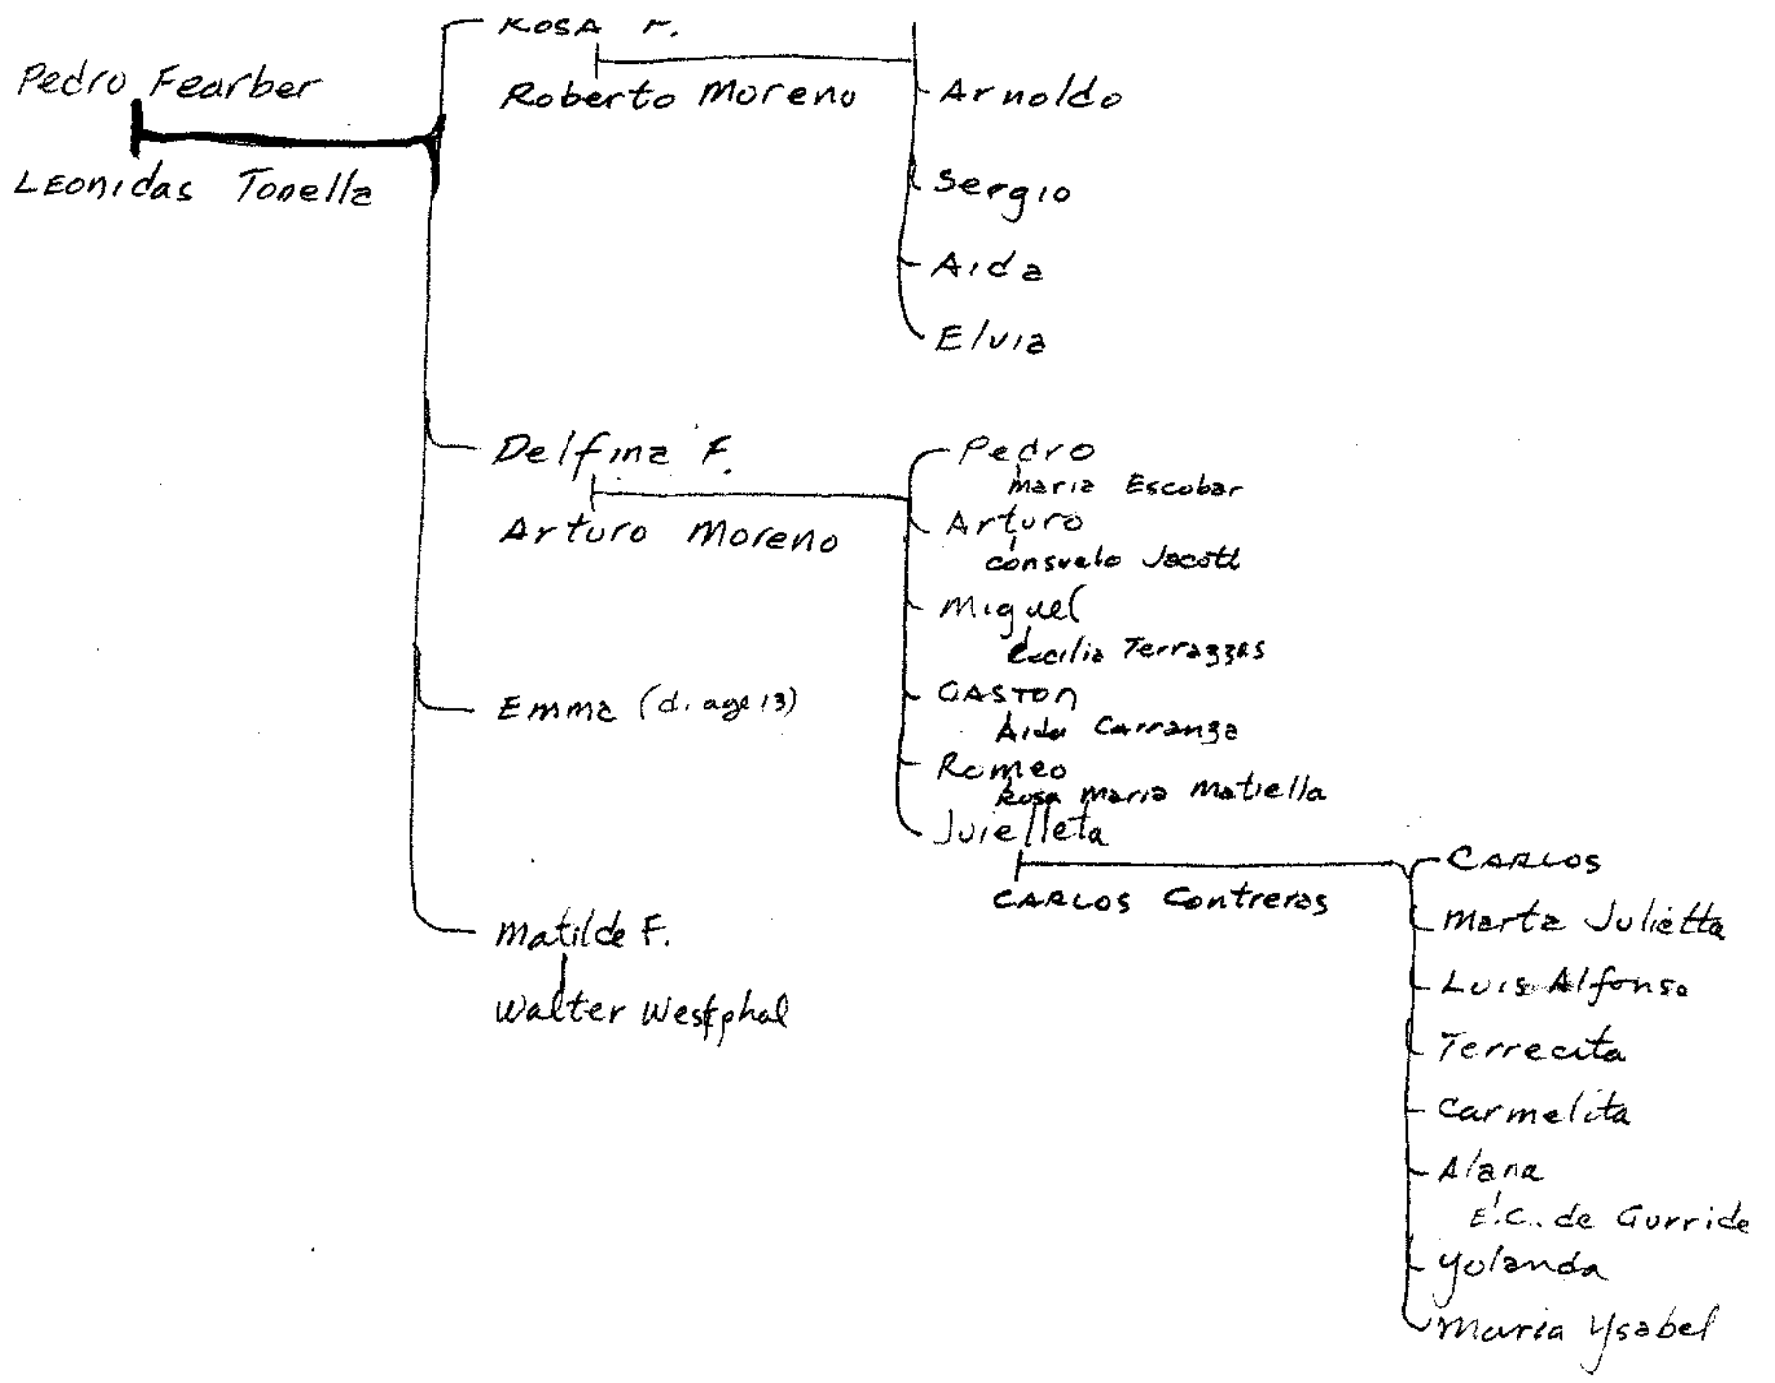 ROSA F.
Pedro Fearber
Roberto Moreno
Arnoldo
Leonidas Tonella
Sergio
Aida
Elvia
Delfina F.
Pedro
Maria Escobar
Arturo Moreno
Arturo
Consuelo Jacott
Miguel
Cecilia Terrazzas
Emma (d. age 13)
GASTON
Aida Carranza
Romeo
Rosa Maria Matiella
Juielleta
CARLOS Contreras
CARLOS
Marta Julietta
Luis Alfonso
Matilde F.
Walter Westphal
Terrecita
Carmelita
Alana
E.C. de Gurride
Yolanda
Maria Ysabel